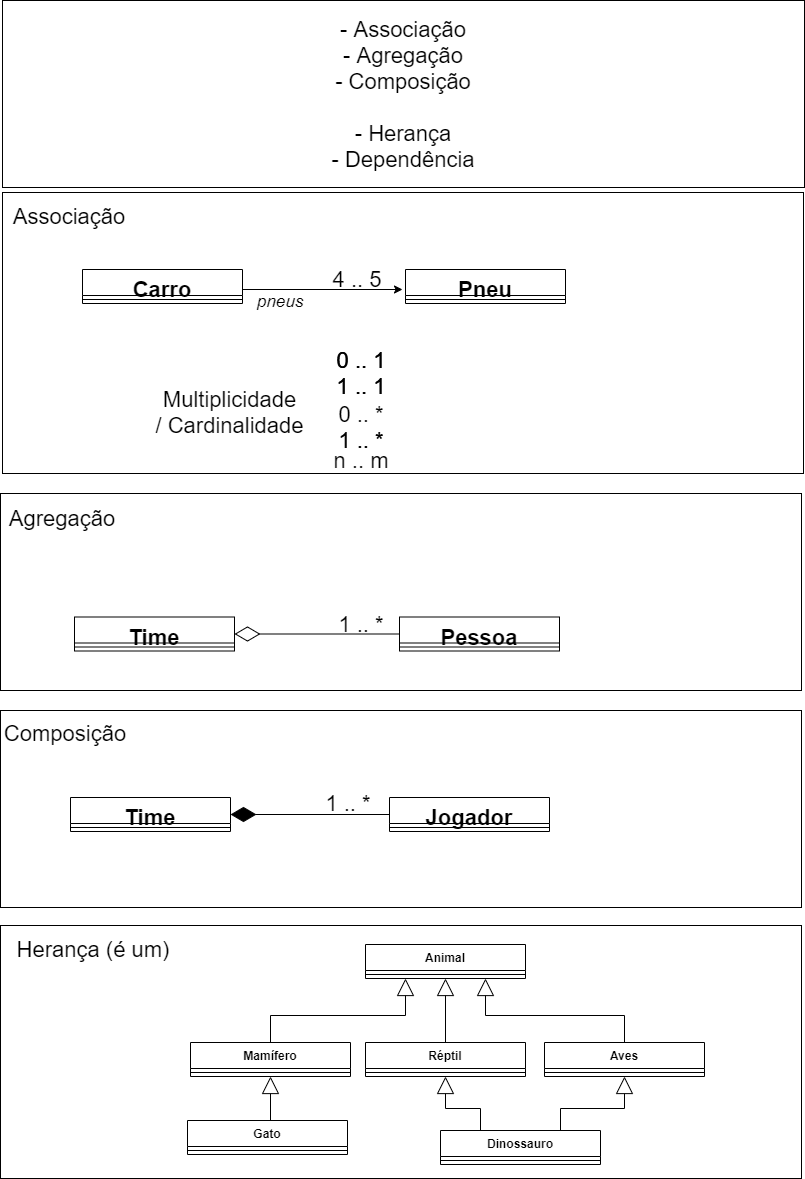 - Associação
- Agregação
- Composição
- Herança
- Dependência
Associação
Carro
4 .. 5
Pneu
pneus
Multiplicidade
/ Cardinalidade
0 .. 1
1 .. 1
0 .. *
1 .. *
n .. m
Agregação
Time
1 .. *
Pessoa
Composição
Time
1 .. *
Jogador
Herança (é um)
Animal
Mamífero
Réptil
Aves
Gato
Dinossauro